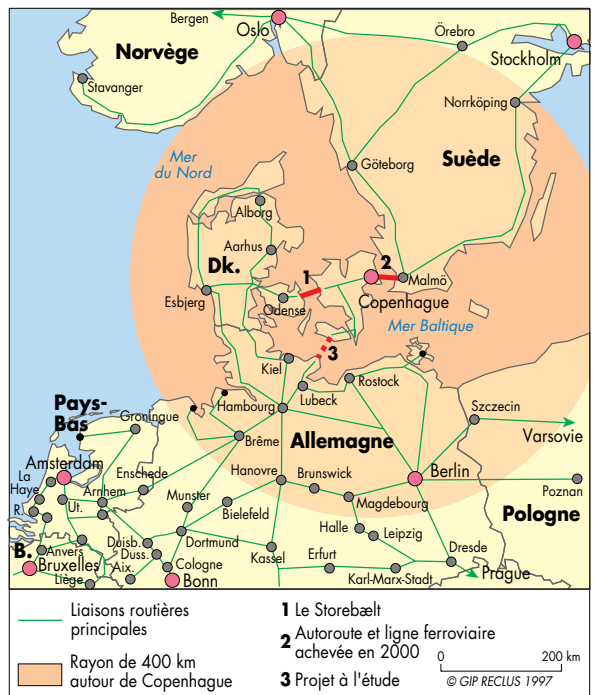 Bergen
Oslo
Örebro
Stockholm
Norvège
Stavanger
Norrköping
Mer
du Nord
Göteborg
Suède
Alborg
Aarhus
Dk.
1
2
Malmö
Esbjerg
Odense
Copenhague
Mer Baltique
3
Kiel
Rostock
Lubeck
Pays-
Bas
Groningue
Hambourg
Szczecin
Varsovie
Brême
Allemagne
Amsterdam
La
Haye
Enschede
Hanovre
Brunswick
Berlin
Arnhem
Munster
Magdebourg
Poznan
R.
Ut.
Bielefeld
Pologne
Halle
Leipzig
B.
Anvers
Duisb.
Dortmund
Duss.
Kassel
Erfurt
Dresde
Bruxelles
Aix.
Cologne
Liège
Bonn
Karl-Marx-Stadt
Prague
Liaisons routières
principales
Rayon de 400 km
autour de Copenhague
1 Le Storebælt
2 Autoroute et ligne ferroviaire
achevée en 2000
3 Projet à l'étude
0 200 km
© GIP RECLUS 1997